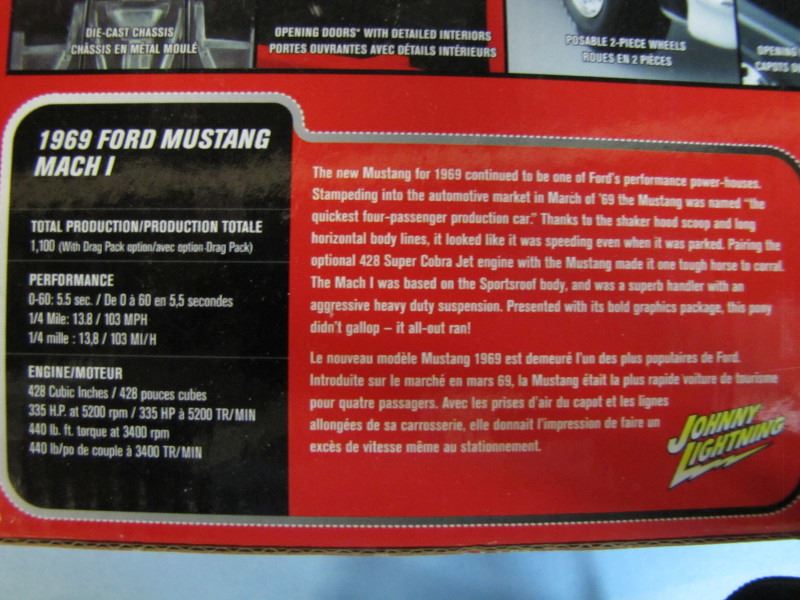 DIE-CAST CHASSIS
CHÂSSIS EN MÉTAL MOULÉ
OPENING DOORS* WITH DETAILED INTERIORS
PORTES OUVRANTES AVEC DÉTAILS INTÉRIEURS
POSABLE 2-PIECE WHEELS
ROUES EN 2 PIÈCES
OPENING
CAPOTS
1969 FORD MUSTANG
MACH I
TOTAL PRODUCTION/PRODUCTION TOTALE
1,100 (With Drag Pack option/avec option-Drag Pack)
PERFORMANCE
0-60: 5.5 sec. / De 0 à 60 en 5,5 secondes
1/4 Mile: 13.8 / 103 MPH
1/4 mille : 13,8 / 103 MI/H
ENGINE/MOTEUR
428 Cubic Inches / 428 pouces cubes
335 H.P. at 5200 rpm / 335 HP à 5200 TR/MIN
440 lb. ft. torque at 3400 rpm
440 lb/po de couple à 3400 TR/MIN
The new Mustang for 1969 continued to be one of Ford's performance power-houses.
Stampeding into the automotive market in March of '69 the Mustang was named "the
quickest four-passenger production car." Thanks to the shaker hood scoop and long
horizontal body lines, it looked like it was speeding even when it was parked. Pairing the
optional 428 Super Cobra Jet engine with the Mustang made it one tough horse to corral.
The Mach I was based on the Sportsroof body, and was a superb handler with an
aggressive heavy duty suspension. Presented with its bold graphics package, this pony
didn't gallop – it all-out ran!
Le nouveau modèle Mustang 1969 est demeuré l'un des plus populaires de Ford.
Introduite sur le marché en mars 69, la Mustang était la plus rapide voiture de tourisme
pour quatre passagers. Avec les prises d'air du capot et les lignes
allongées de sa carrosserie, elle donnait l'impression de faire un
excès de vitesse même au stationnement.
JOHNNY
LIGHTNING